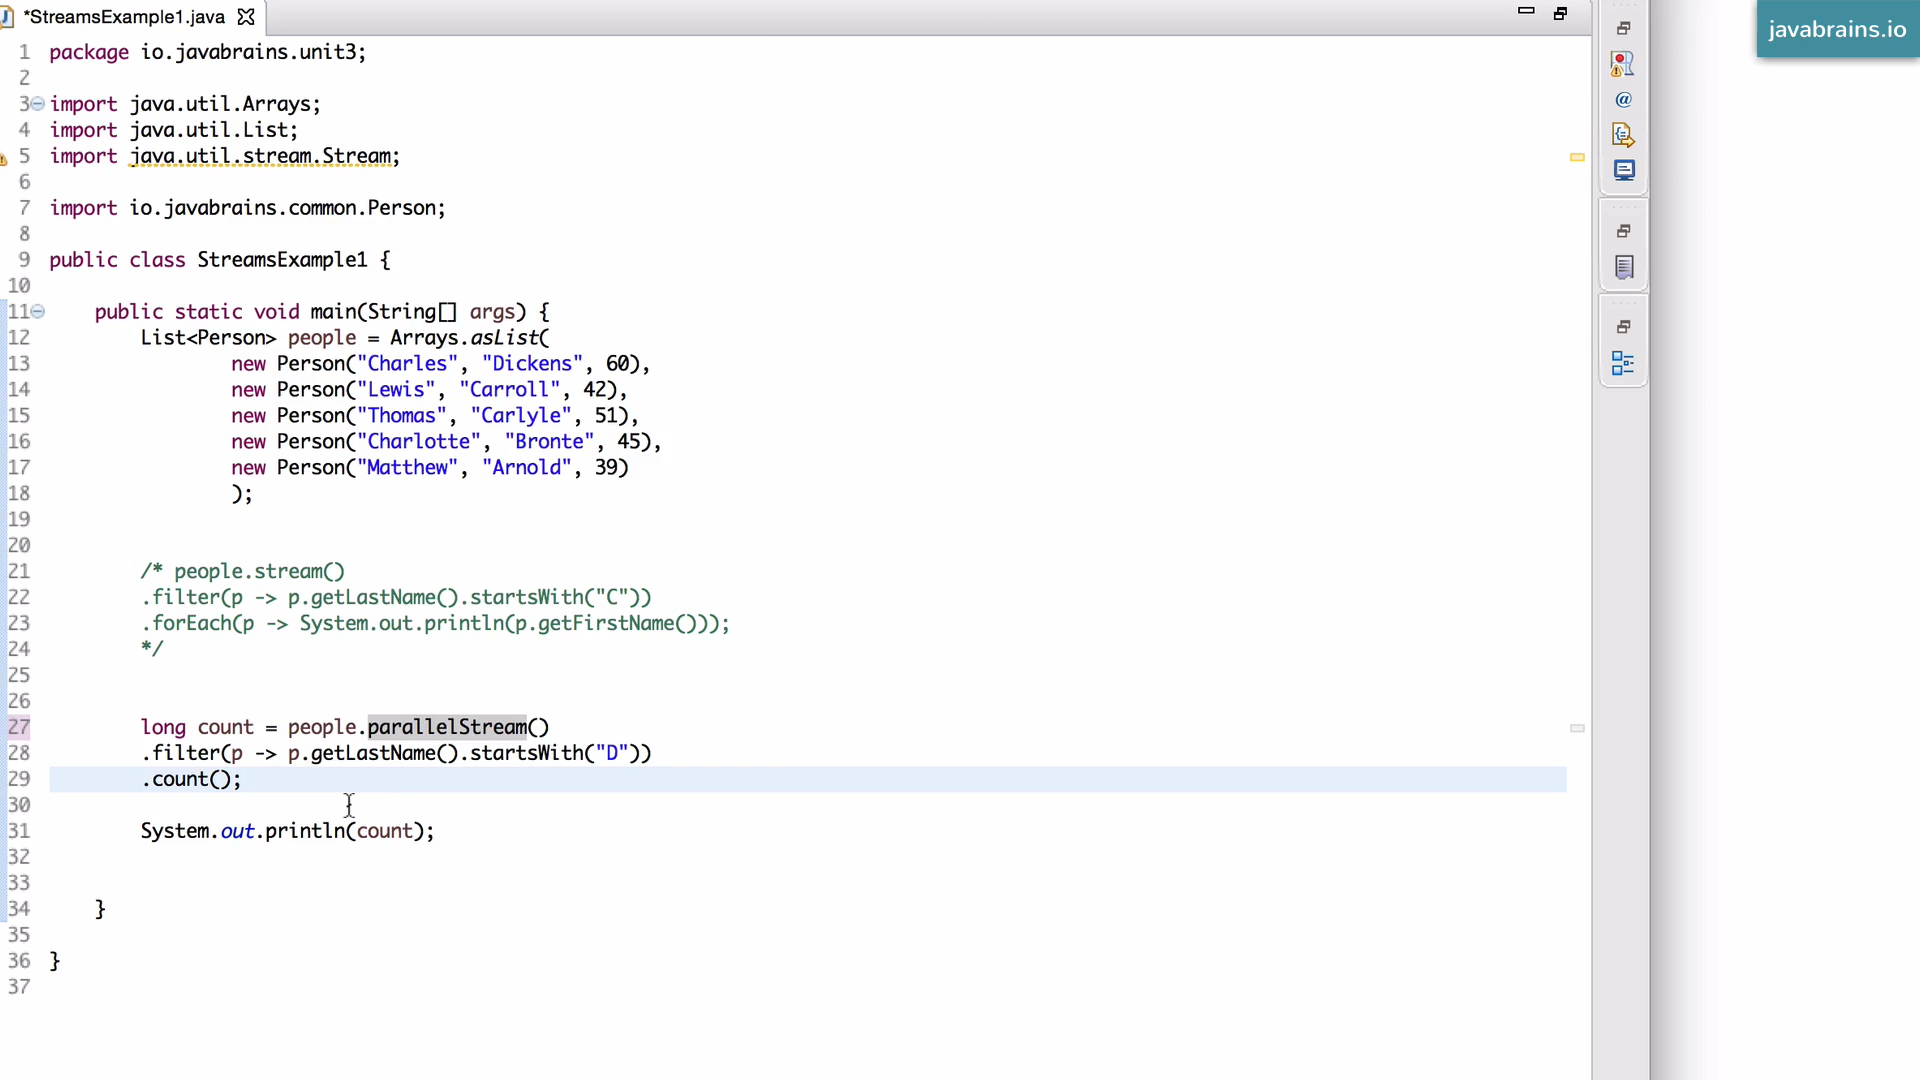 *StreamsExample1.java
javabrains.io
1 package io.javabrains.unit3;
2
3 import java.util.Arrays;
4 import java.util.List;
5 import java.util.stream.Stream;
6
7 import io.javabrains.common.Person;
8
9 public class StreamsExample1 {
10
11 public static void main(String[] args) {
12 List<Person> people = Arrays.asList(
13 new Person("Charles", "Dickens", 60),
14 new Person("Lewis", "Carroll", 42),
15 new Person("Thomas", "Carlyle", 51),
16 new Person("Charlotte", "Bronte", 45),
17 new Person("Matthew", "Arnold", 39)
18 );
19
20
21 /* people.stream()
22 .filter(p -> p.getLastName().startsWith("C"))
23 .forEach(p -> System.out.println(p.getFirstName()));
24 */
25
26
27 long count = people.parallelStream()
28 .filter(p -> p.getLastName().startsWith("D"))
29 .count();
30
31 System.out.println(count);
32
33
34 }
35
36 }
37